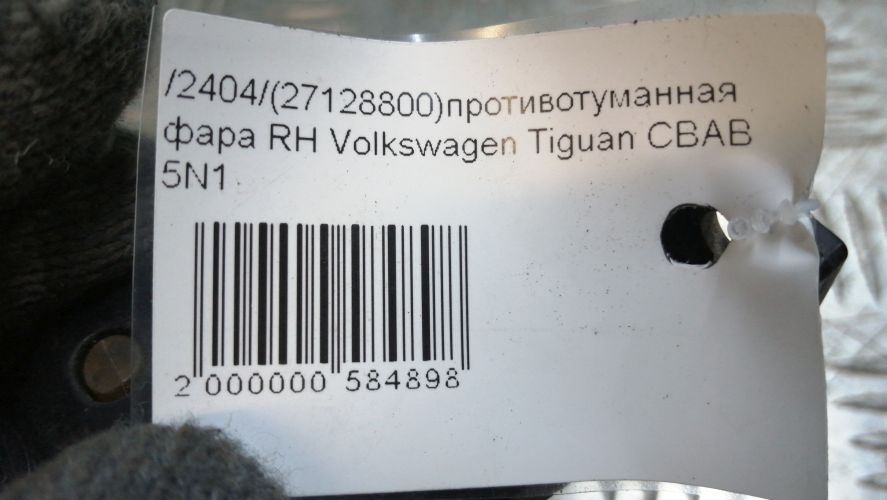 /2404/(27128800)противотуманная
фара RH Volkswagen Tiguan CBAB
5N1
2 000000 584898